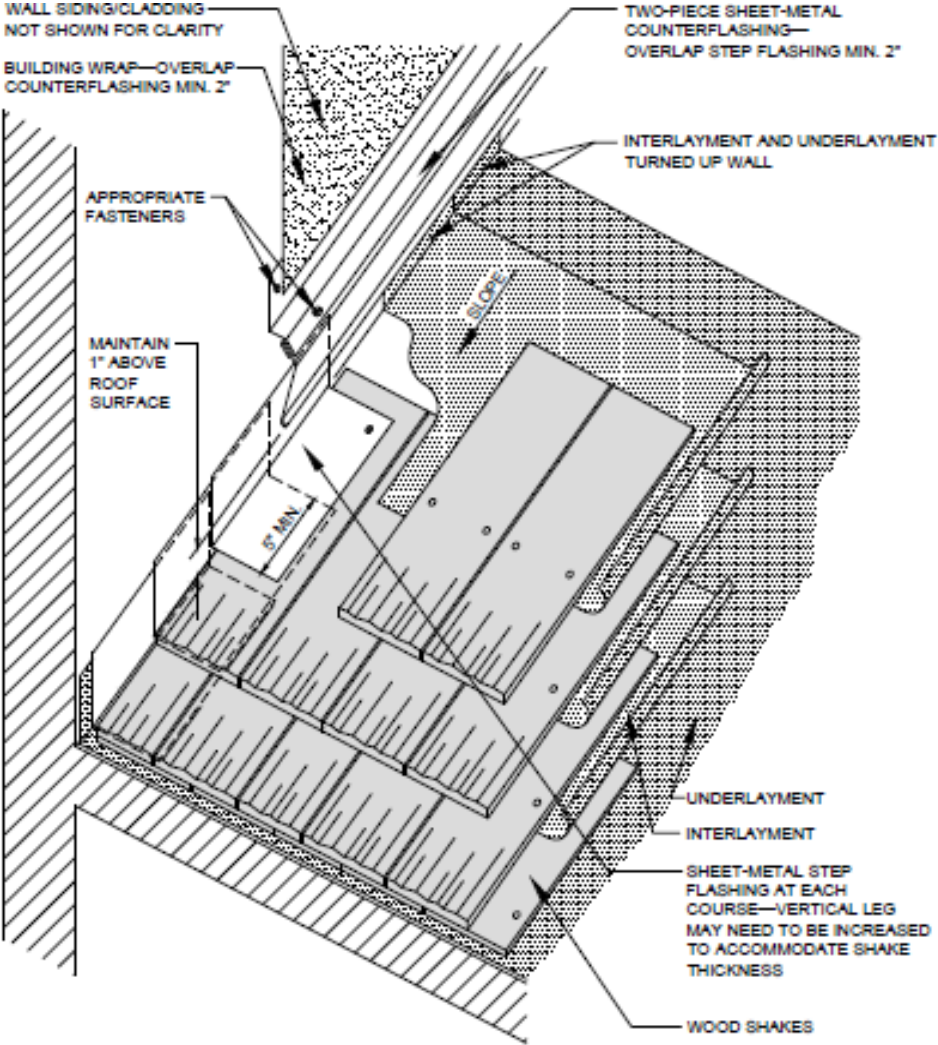 WALL SIDING/CLADDING
NOT SHOWN FOR CLARITY
BUILDING WRAP—OVERLAP
COUNTERFLASHING MIN. 2"
TWO-PIECE SHEET-METAL
COUNTERFLASHING—
OVERLAP STEP FLASHING MIN. 2"
INTERLAYMENT AND UNDERLAYMENT
TURNED UP WALL
APPROPRIATE
FASTENERS
SLOPE
MAINTAIN
1" ABOVE
ROOF
SURFACE
5" MIN.
UNDERLAYMENT
INTERLAYMENT
SHEET-METAL STEP
FLASHING AT EACH
COURSE—VERTICAL LEG
MAY NEED TO BE INCREASED
TO ACCOMMODATE SHAKE
THICKNESS
WOOD SHAKES